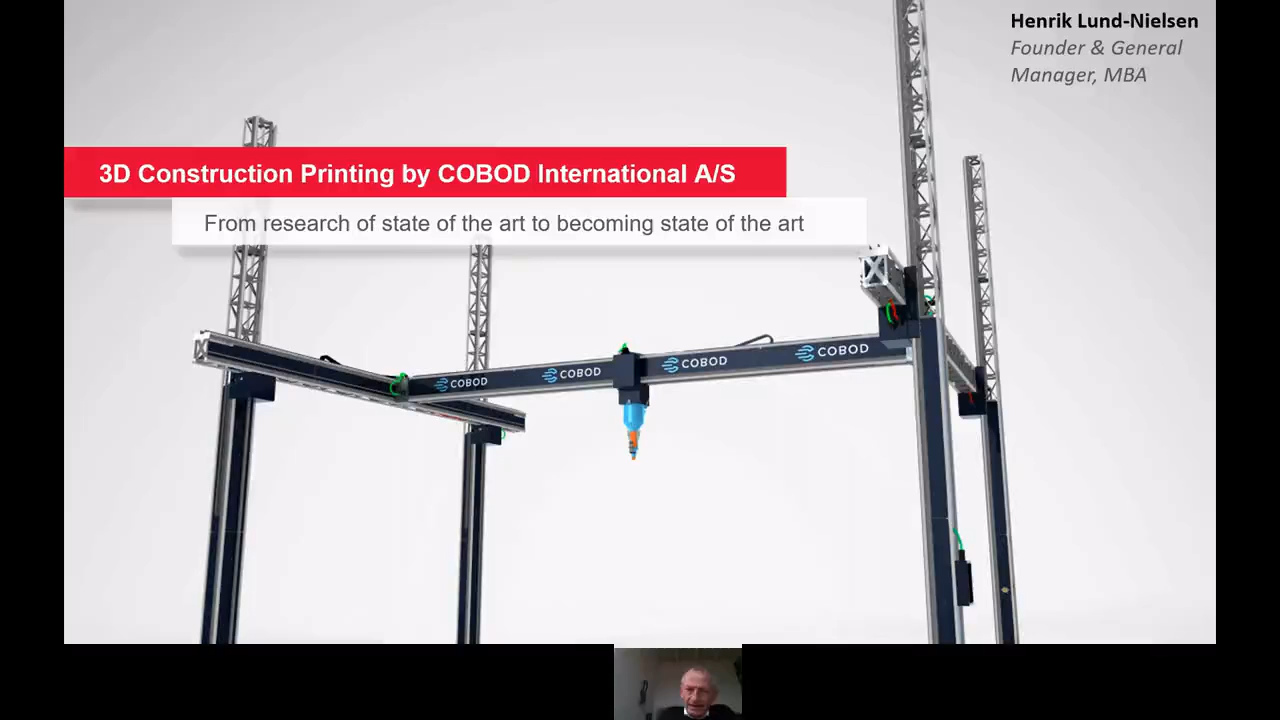 Henrik Lund-Nielsen
Founder & General
Manager, MBA
3D Construction Printing by COBOD International A/S
From research of state of the art to becoming state of the art
COBOD
COBOD
COBOD
COBOD